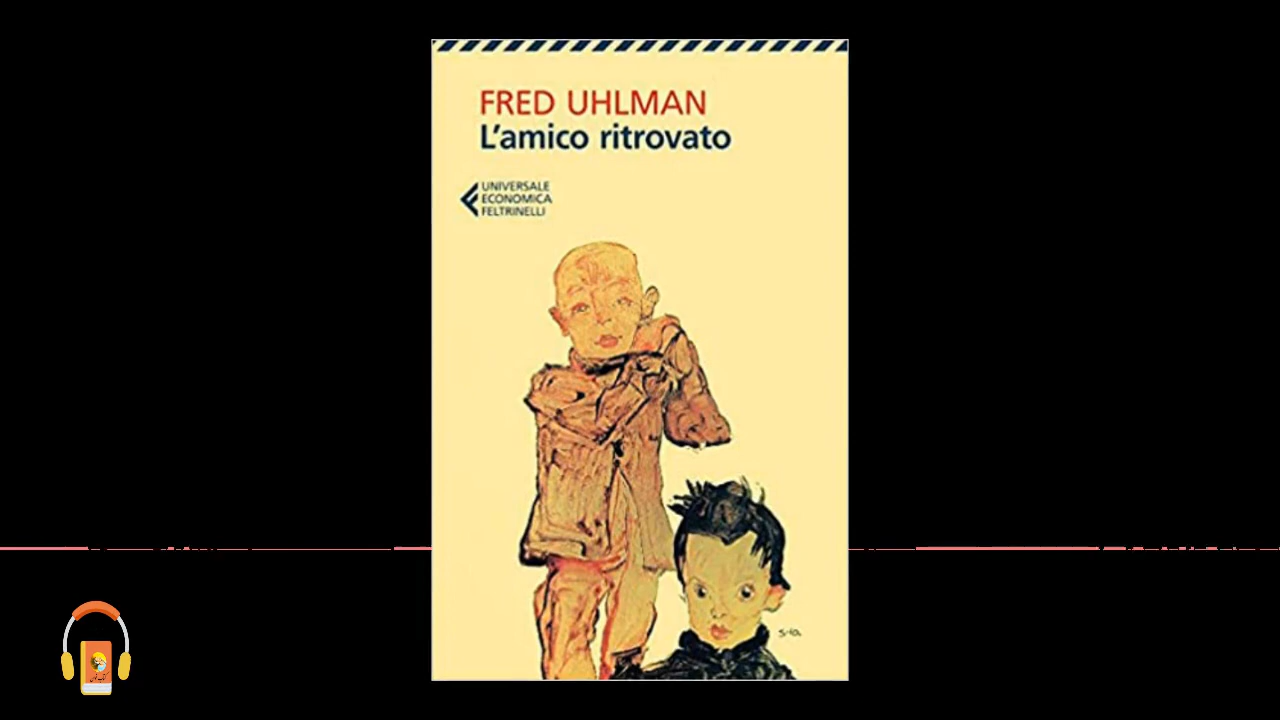 FRED UHLMAN
L'amico ritrovato
UNIVERSALE
ECONOMICA
FELTRINELLI